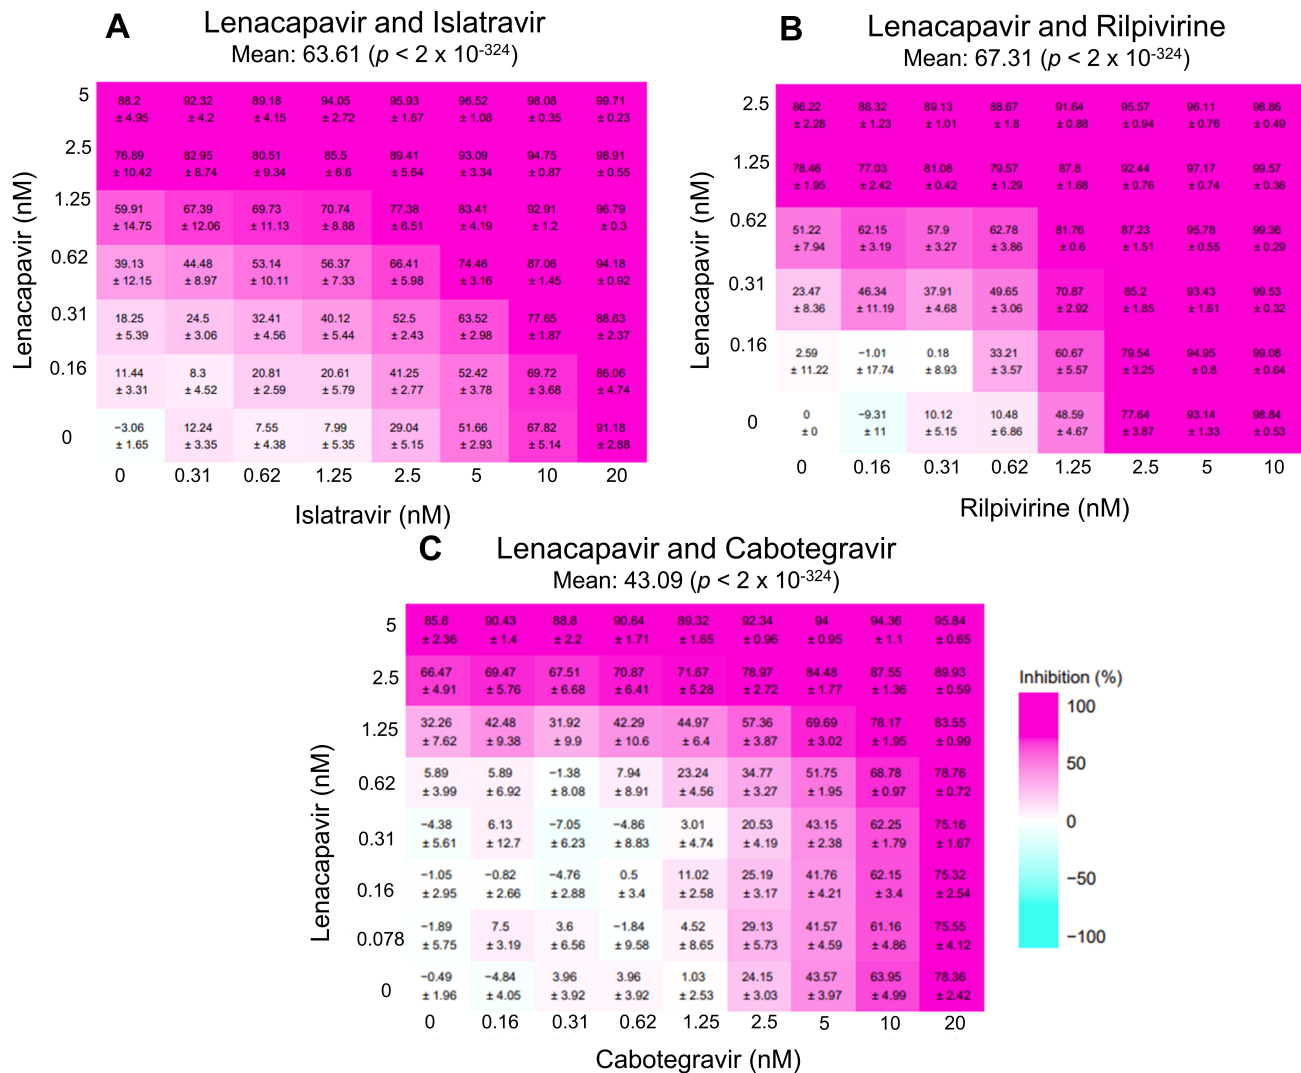 A
Lenacapavir and Islatravir
Mean: 63.61 (p < 2 x 10-324)
Lenacapavir (nM)
5
88.2 92.32 89.18 94.05 95.93 96.52 98.08 99.71
± 4.95 ± 4.2 ± 4.15 ± 2.72 ± 1.67 ± 1.08 ± 0.35 ± 0.23
2.5
76.89 82.95 80.51 85.5 89.41 93.09 94.75 98.91
± 10.42 ± 8.74 ± 9.34 ± 6.6 ± 5.64 ± 3.34 ± 0.87 ± 0.55
1.25
59.91 67.39 69.73 70.74 77.38 83.41 92.91 96.79
± 14.75 ± 12.06 ± 11.13 ± 8.88 ± 6.51 ± 4.19 ± 1.2 ± 0.3
0.62
39.13 44.48 53.14 56.37 66.41 74.46 87.06 94.18
± 12.15 ± 8.97 ± 10.11 ± 7.33 ± 5.98 ± 3.16 ± 1.45 ± 0.92
0.31
18.25 24.5 32.41 40.12 52.5 63.52 77.65 88.63
± 5.39 ± 3.06 ± 4.56 ± 5.44 ± 2.43 ± 2.98 ± 1.87 ± 2.37
0.16
11.44 8.3 20.81 20.61 41.25 52.42 69.72 86.06
± 3.31 ± 4.52 ± 2.59 ± 5.79 ± 2.77 ± 3.78 ± 3.68 ± 4.74
0
−3.06 12.24 7.55 7.99 29.04 51.66 67.82 91.18
± 1.65 ± 3.35 ± 4.38 ± 5.35 ± 5.15 ± 2.93 ± 5.14 ± 2.88
0 0.31 0.62 1.25 2.5 5 10 20
Islatravir (nM)
B
Lenacapavir and Rilpivirine
Mean: 67.31 (p < 2 x 10-324)
Lenacapavir (nM)
2.5
86.22 88.32 89.13 88.67 91.64 95.57 96.11 98.86
± 2.28 ± 1.23 ± 1.01 ± 1.8 ± 0.88 ± 0.94 ± 0.76 ± 0.49
1.25
78.46 77.03 81.08 79.57 87.8 92.44 97.17 99.57
± 1.95 ± 2.42 ± 0.42 ± 1.29 ± 1.68 ± 0.76 ± 0.74 ± 0.36
0.62
51.22 62.15 57.9 62.78 81.76 87.23 95.78 99.36
± 7.94 ± 3.19 ± 3.27 ± 3.86 ± 0.6 ± 1.51 ± 0.55 ± 0.29
0.31
23.47 46.34 37.91 49.65 70.87 85.2 93.43 99.53
± 8.36 ± 11.19 ± 4.68 ± 3.06 ± 2.92 ± 1.85 ± 1.61 ± 0.32
0.16
2.59 −1.01 0.18 33.21 60.67 79.54 94.95 99.08
± 11.22 ± 17.74 ± 8.93 ± 3.57 ± 5.57 ± 3.25 ± 0.8 ± 0.64
0
0 −9.31 10.12 10.48 48.59 77.64 93.14 98.84
± 0 ± 11 ± 5.15 ± 6.86 ± 4.67 ± 3.87 ± 1.33 ± 0.53
0 0.16 0.31 0.62 1.25 2.5 5 10
Rilpivirine (nM)
C
Lenacapavir and Cabotegravir
Mean: 43.09 (p < 2 x 10-324)
Lenacapavir (nM)
5
85.6 90.43 88.8 90.64 89.32 92.34 94 94.36 95.84
± 2.36 ± 1.4 ± 2.2 ± 1.71 ± 1.65 ± 0.96 ± 0.95 ± 1.1 ± 0.65
2.5
66.47 69.47 67.51 70.87 71.67 78.97 84.48 87.55 89.93
± 4.91 ± 5.76 ± 6.68 ± 6.41 ± 5.28 ± 2.72 ± 1.77 ± 1.36 ± 0.59
1.25
32.26 42.48 31.92 42.29 44.97 57.36 69.69 78.17 83.55
± 7.62 ± 9.38 ± 9.9 ± 10.6 ± 6.4 ± 3.87 ± 3.02 ± 1.95 ± 0.99
0.62
5.89 5.89 −1.38 7.94 23.24 34.77 51.75 68.78 78.76
± 3.99 ± 6.92 ± 8.08 ± 8.91 ± 4.56 ± 3.27 ± 1.95 ± 0.97 ± 0.72
0.31
−4.38 6.13 −7.05 −4.86 3.01 20.53 43.15 62.25 75.16
± 5.61 ± 12.7 ± 6.23 ± 8.83 ± 4.74 ± 4.19 ± 2.38 ± 1.79 ± 1.67
0.16
−1.05 −0.82 −4.76 0.5 11.02 25.19 41.76 62.15 75.32
± 2.95 ± 2.66 ± 2.88 ± 3.4 ± 2.58 ± 3.17 ± 4.21 ± 3.4 ± 2.54
0.078
−1.89 7.5 3.6 −1.84 4.52 29.13 41.57 61.16 75.55
± 5.75 ± 3.19 ± 6.56 ± 9.58 ± 8.65 ± 5.73 ± 4.59 ± 4.86 ± 4.12
0
−0.49 −4.84 3.96 3.96 1.03 24.15 43.57 63.95 78.36
± 1.96 ± 4.05 ± 3.92 ± 3.92 ± 2.53 ± 3.03 ± 3.97 ± 4.99 ± 2.42
0 0.16 0.31 0.62 1.25 2.5 5 10 20
Cabotegravir (nM)
Inhibition (%)
100
50
0
−50
−100